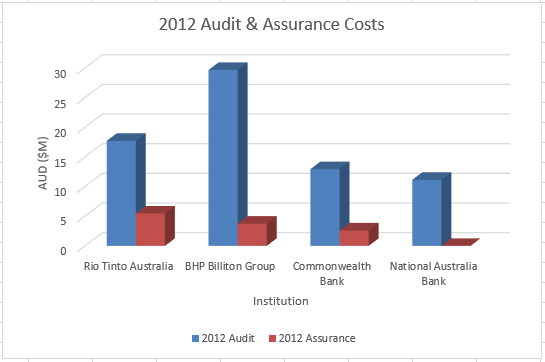 2012 Audit & Assurance Costs
30
25
20
15
10
5
0
AUD ($M)
Rio Tinto Australia
BHP Billiton Group
Commonwealth
Bank
National Australia
Bank
Institution
2012 Audit
2012 Assurance